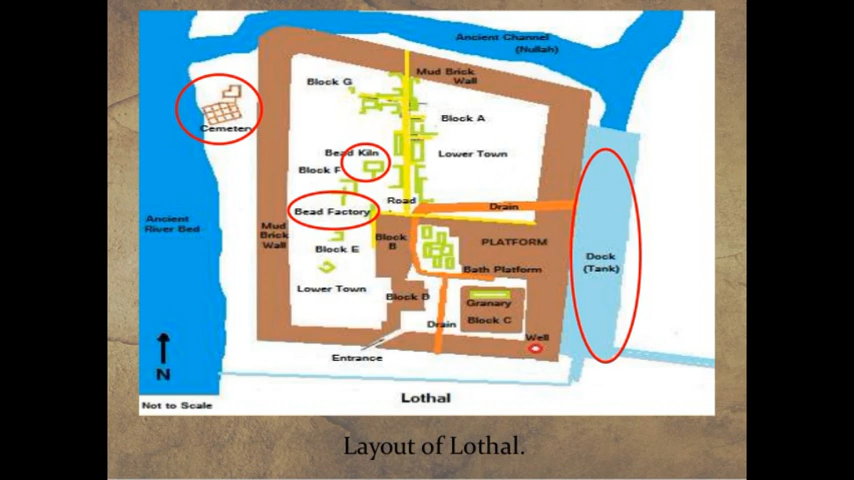 Ancient Channel
(Nullah)
Mud Brick
Wall
Block G
Block A
Cemetery
Bead Kiln
Lower Town
Block F
Road
Drain
Bead Factory
Ancient
River Bed
Mud
Brick
Wall
Block
B
PLATFORM
Block E
Dock
(Tank)
Bath Platform
Lower Town
Block D
Granary
Block C
Drain
Well
Entrance
N
Lothal
Not to Scale
Layout of Lothal.